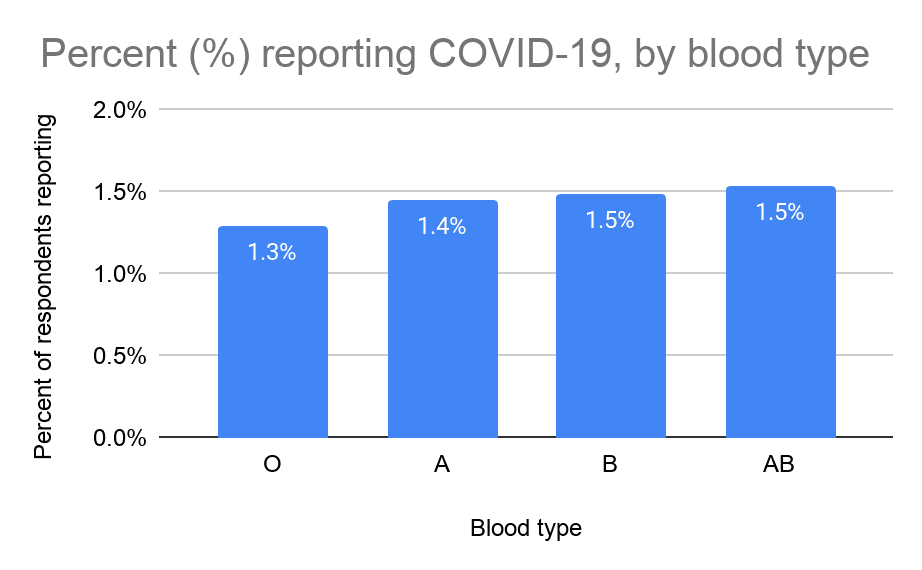 Percent (%) reporting COVID-19, by blood type
Percent of respondents reporting
2.0%
1.5%
1.0%
0.5%
0.0%
1.3%
1.4%
1.5%
1.5%
O
A
B
AB
Blood type